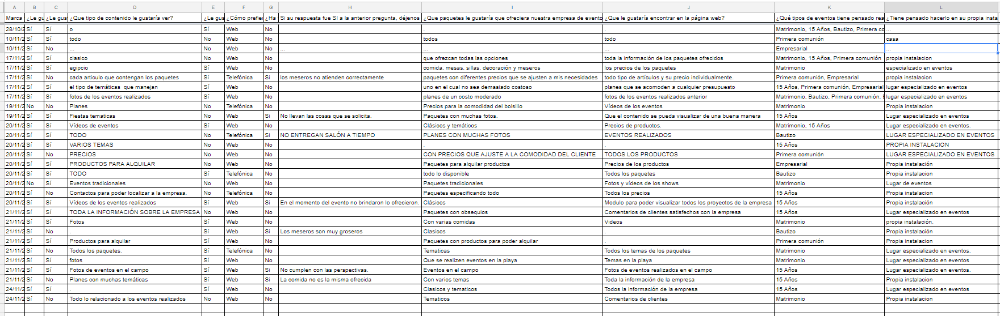 A B C D E F G H I J K L
Marca ¿Le gu ¿Le gus ¿Que tipo de contenido le gustaría ver? ¿Le gus ¿Cómo prefie ¿Ha Si su respuesta fue SI a la anterior pregunta, déjenos ¿Que paquetes le gustaría que ofreciera nuestra empresa de evento ¿Que le gustaría encontrar en la página web? ¿Qué tipos de eventos tiene pensado rea ¿Tiene pensado hacerlo en su propia insta
28/10/2 Sí Sí o Sí Web No . . Matrimonio, 15 Años, Bautizo, Primera co ...
10/11/2 Sí Sí todo No Web No todos todo Primera comunión casa
10/11/2 Sí No ... No Web No ... ... ... Empresarial ...
17/11/2 Sí Sí clasico No Web No que ofrezcan todas las opciones toda la información de los paquetes ofrecidos Matrimonio, 15 Años, Primera comunión propia instalacion
17/11/2 Sí Sí egipcio Sí Web No comida, mesas, sillas, decoración y meseros los precios de los paquetes Matrimonio especializado en eventos
17/11/2 Sí No cada articulo que contengan los paquetes Sí Telefónica Si los meseros no atienden correctamente paquetes con diferentes precios que se ajusten a mis necesidades todo tipo de artículos y su precio individualmente. Primera comunión, Empresarial propia instalacion
17/11/2 Sí Sí el tipo de temáticas que manejan Sí Web No uno en el cual no sea demasiado costoso planes que se acomoden a cualquier presupuesto 15 Años, Primera comunión, Empresarial lugar especializado en eventos
17/11/2 Sí Sí fotos de los eventos realizados Sí Web No planes de un costo moderado fotos de los eventos realizados anterior Matrimonio, Bautizo, Primera comunión, E lugar especializado en eventos
19/11/2 No No Planes No Telefónica No Precios para la comodidad del bolsillo Vídeos de los eventos Matrimonio Propia instalacion
19/11/2 Sí Sí Fiestas tematicas No Web Si No llevan las cosas que se solicita. Paquetes con muchas fotos. Que el contenido se pueda visualizar de una buena manera 15 Años Lugar especializado en eventos
20/11/2 Sí Sí Vídeos de eventos Sí Web No Clásicos y temáticos Precios de productos. Matrimonio, 15 Años Lugar especializado en eventos.
20/11/2 Sí Sí TODO No Telefónica Si NO ENTREGAN SALÓN A TIEMPO PLANES CON MUCHAS FOTOS EVENTOS REALIZADOS Bautizo LUGAR ESPECIALIZADO EN EVENTOS
20/11/2 Sí Sí VARIOS TEMAS No Web No . . 15 Años PROPIA INSTALACION
20/11/2 Sí No PRECIOS No Web No CON PRECIOS QUE AJUSTE A LA COMODIDAD DEL CLIENTE TODOS LOS PRODUCTOS Primera comunión LUGAR ESPECIALIZADO EN EVENTOS
20/11/2 Sí Sí PRODUCTOS PARA ALQUILAR No Web No Paquetes para alquilar productos Precios de los productos Empresarial Propia instalación
20/11/2 Sí Sí TODO Sí Telefónica No todo lo disponible Todos los paquetes Bautizo Propia instalación
20/11/2 No Sí Eventos tradicionales No Web No Paquetes tradicionales Fotos y vídeos de los shows Matrimonio Lugar de eventos
20/11/2 Sí No Contactos para poder localizar a la empresa. No Telefónica No Paquetes especificando todo Todos los precios 15 Años Propia instalación
20/11/2 Sí Sí Vídeos de los eventos realizados Sí Web Si En el momento del evento no brindaron lo ofrecieron. Clásicos Modulo para poder visualizar todos los proyectos de la empresa 15 Años Propia instalación
21/11/2 Sí Sí TODA LA INFORMACIÓN SOBRE LA EMPRESA No Web No Paquetes con obsequios Comentarios de clientes satisfechos con la empresa 15 Años Lugar especializado en eventos
21/11/2 Sí Sí Fotos Sí Web No Con varias comidas Videos Matrimonio propia instalación.
21/11/2 Sí No . Sí Web Si Los meseros son muy groseros Clasicos . Bautizo Propia instalación
21/11/2 Sí Sí Productos para alquilar Sí Web No Paquetes con productos para poder alquilar . Primera comunión Propia instalacion
21/11/2 Sí No Todos los paquetes. Sí Telefónica No Tematicas Todos los temas de los paquetes Matrimonio Lugar especializado en eventos.
21/11/2 Sí Sí fotos Sí Web No Que se realizen eventos en la playa Temas en la playa Matrimonio Lugar especializado en eventos
21/11/2 Sí Sí Fotos de eventos en el campo Sí Web Si No cumplen con las perspectivas. Eventos en el campo Fotos de eventos realizados en el campo 15 Años Lugar especializado en eventos.
21/11/2 Sí No Planes con muchas temáticas Sí Web Si La comida no es la misma ofrecida Con varios temas Toda la información de la empresa 15 Años Propia instalacion
24/11/2 Sí Sí . Sí Web No Clasicos y tematicos Todos la información de la empresa 15 Años Lugar especializado en eventos
24/11/2 Sí No Todo lo relacionado a los eventos realizados No Web No Tematicos Comentarios de clientes Matrimonio Propia instalacion